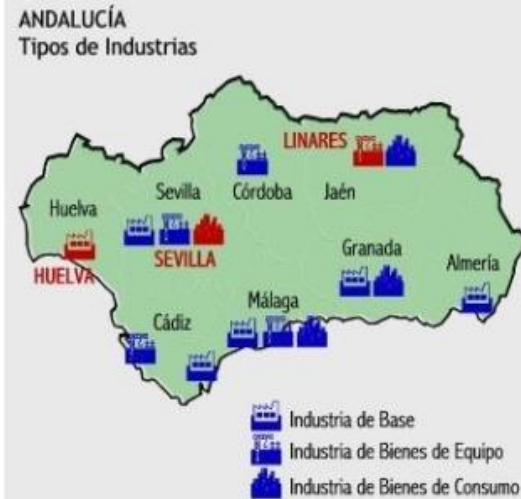 ANDALUCÍA
Tipos de Industrias
LINARES
Sevilla
Córdoba
Jaén
Huelva
SEVILLA
Granada
Almería
HUELVA
Málaga
Cádiz
Industria de Base
Industria de Bienes de Equipo
Industria de Bienes de Consumo